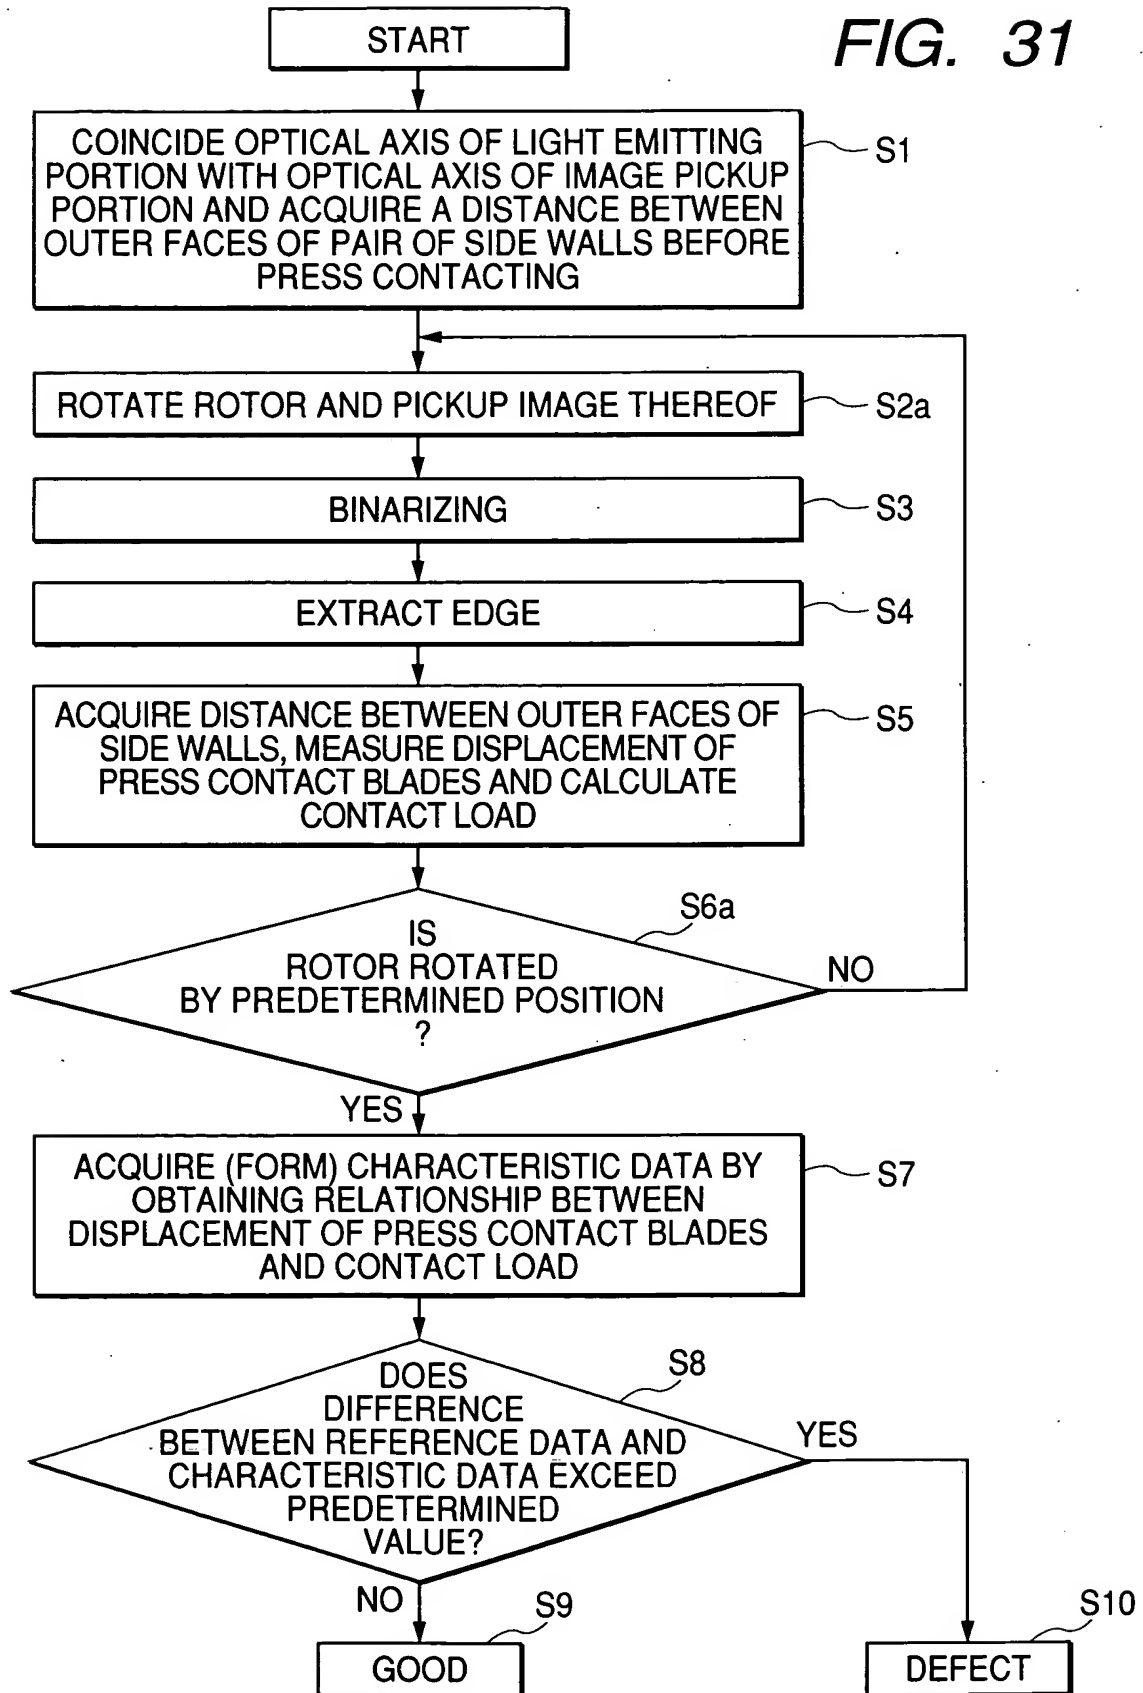 FIG. 31
START
COINCIDE OPTICAL AXIS OF LIGHT EMITTING
PORTION WITH OPTICAL AXIS OF IMAGE PICKUP
PORTION AND ACQUIRE A DISTANCE BETWEEN
OUTER FACES OF PAIR OF SIDE WALLS BEFORE
PRESS CONTACTING
S1
ROTATE ROTOR AND PICKUP IMAGE THEREOF
S2a
BINARIZING
S3
EXTRACT EDGE
S4
ACQUIRE DISTANCE BETWEEN OUTER FACES OF
SIDE WALLS, MEASURE DISPLACEMENT OF
PRESS CONTACT BLADES AND CALCULATE
CONTACT LOAD
S5
IS
ROTOR ROTATED
BY PREDETERMINED POSITION
?
S6a
NO
YES
ACQUIRE (FORM) CHARACTERISTIC DATA BY
OBTAINING RELATIONSHIP BETWEEN
DISPLACEMENT OF PRESS CONTACT BLADES
AND CONTACT LOAD
S7
DOES
DIFFERENCE
BETWEEN REFERENCE DATA AND
CHARACTERISTIC DATA EXCEED
PREDETERMINED
VALUE?
S8
YES
NO
S9
GOOD
S10
DEFECT